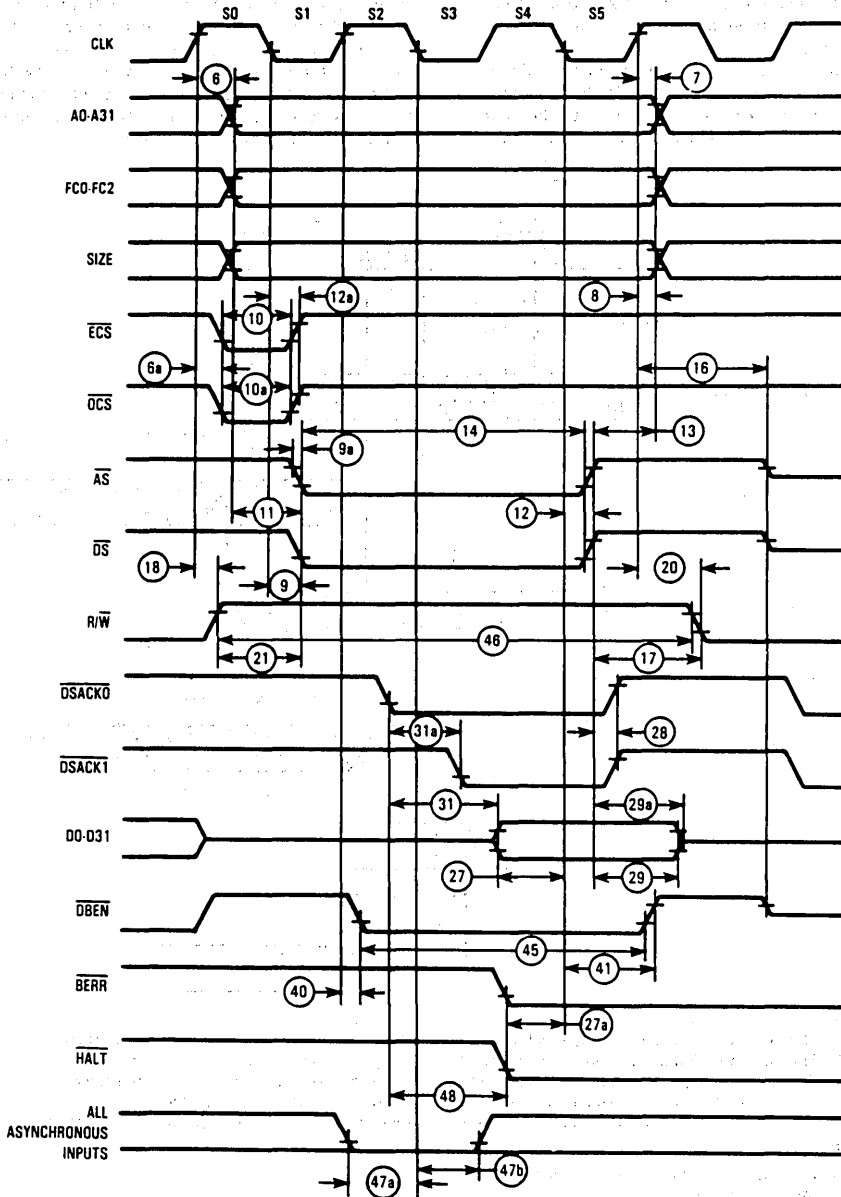 S0 S1 S2 S3 S4 S5
CLK
6 7
A0-A31
FC0-FC2
SIZE
12a 8
10
ECS
6a 16
10a
OCS
14 13
9a
AS
11 12
DS
18 9 20
R/W
46
21 17
DSACK0
31a 28
DSACK1
31 29a
D0-D31
27 29
DBEN
45
41
BERR
40
27a
HALT
48
ALL
ASYNCHRONOUS
INPUTS
47b
47a